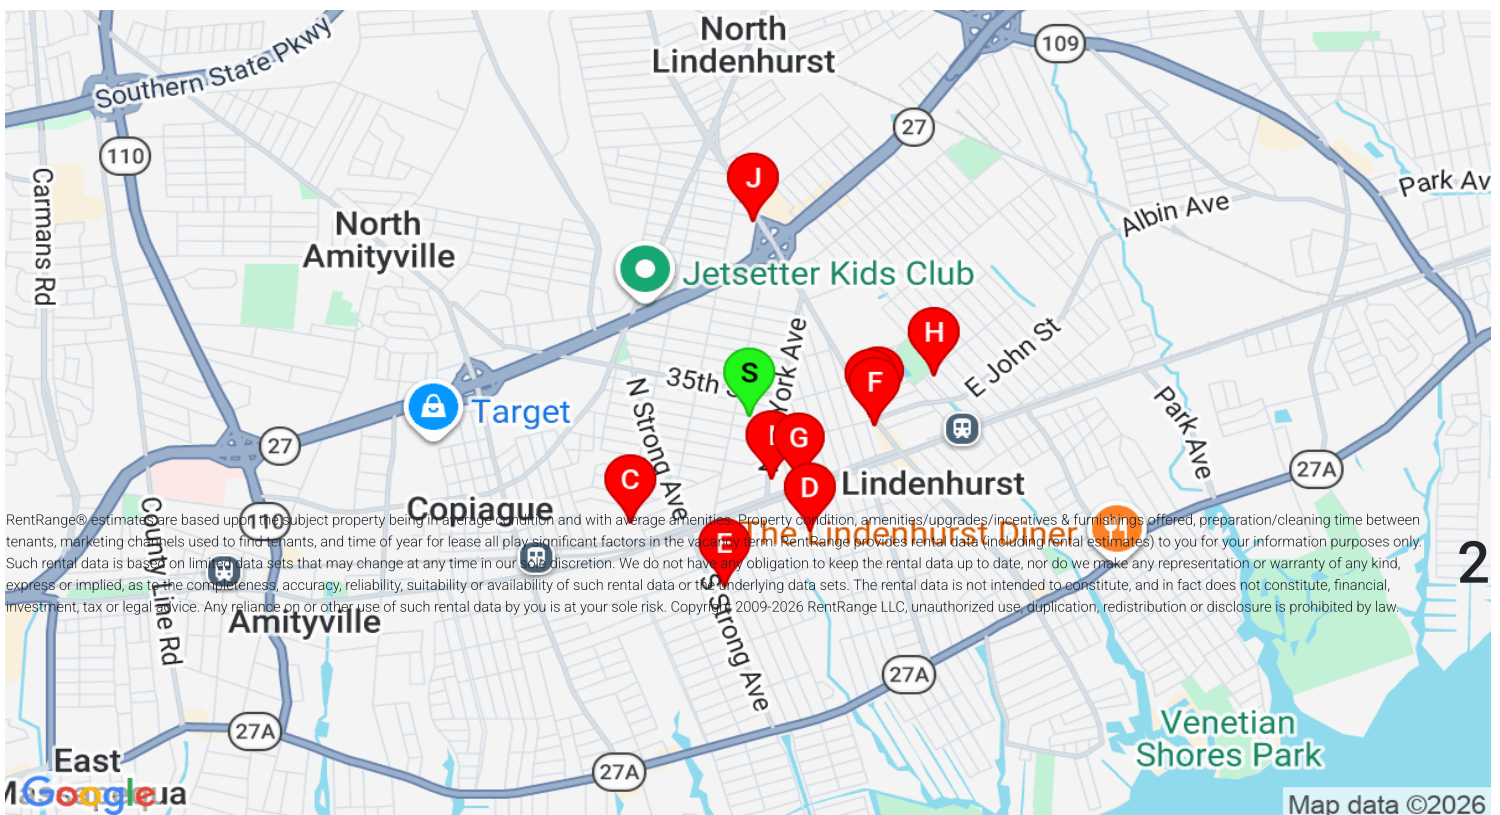 North
Lindenhurst
109
Southern State Pkwy
27
110
Carmans Rd
J
Park Av
Albin Ave
North
Amityville
Jetsetter Kids Club
H
E John St
York Ave
S
35th
F
N Strong Ave
Target
Park Ave
27
G
27A
C
D
Lindenhurst
Copiague
110
County Line Rd
RentRange® estimates are based upon the subject property being in average condition and with average amenities. Property condition, amenities/upgrades/incentives & furnishings offered, preparation/cleaning time between
The Lindenhurst Diner
tenants, marketing channels used to find tenants, and time of year for lease all play significant factors in the vacancy term. RentRange provides rental data (including rental estimates) to you for your information purposes only.
E
Such rental data is based on limited data sets that may change at any time in our sole discretion. We do not have any obligation to keep the rental data up to date, nor do we make any representation or warranty of any kind,
2
express or implied, as to the completeness, accuracy, reliability, suitability or availability of such rental data or the underlying data sets. The rental data is not intended to constitute, and in fact does not constitute, financial,
investment, tax or legal advice. Any reliance on or other use of such rental data by you is at your sole risk. Copyright 2009-2026 RentRange LLC, unauthorized use, duplication, redistribution or disclosure is prohibited by law.
Amityville
S Strong Ave
27A
27A
Venetian
Shores Park
East
27A
Google
Map data ©2026